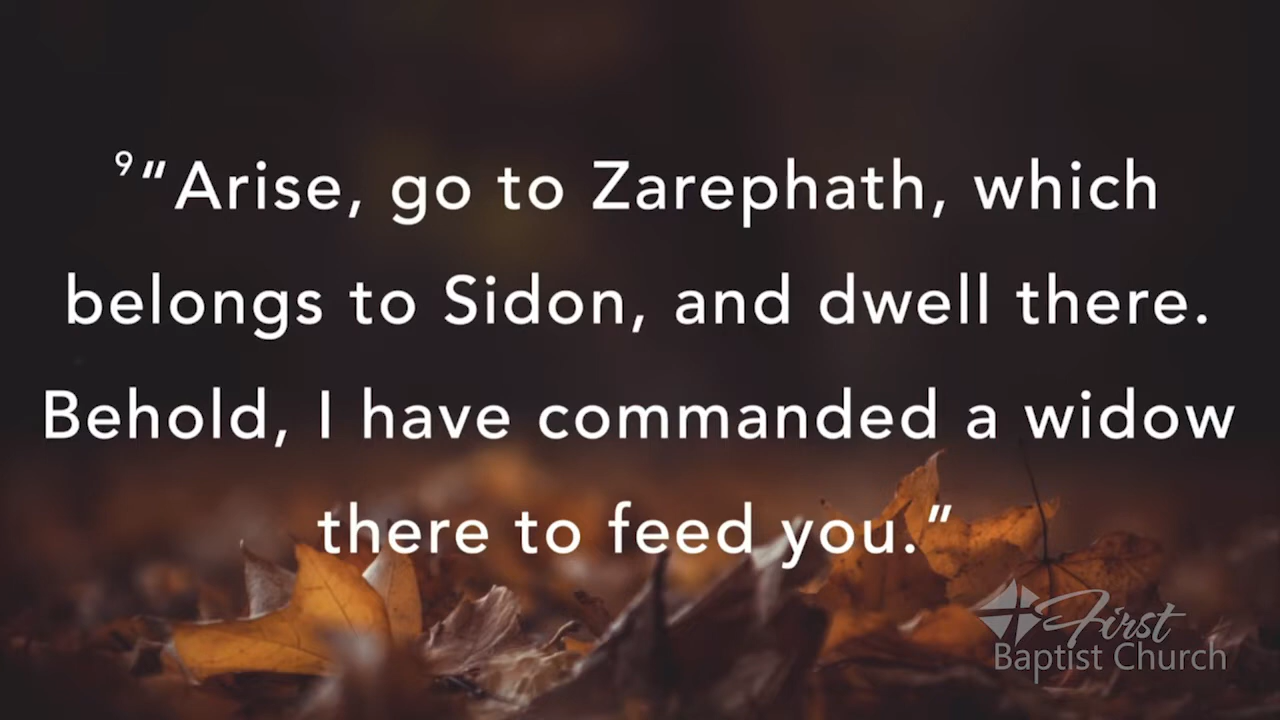 ⁹“Arise, go to Zarephath, which
belongs to Sidon, and dwell there.
Behold, I have commanded a widow
there to feed you.”
First
Baptist Church